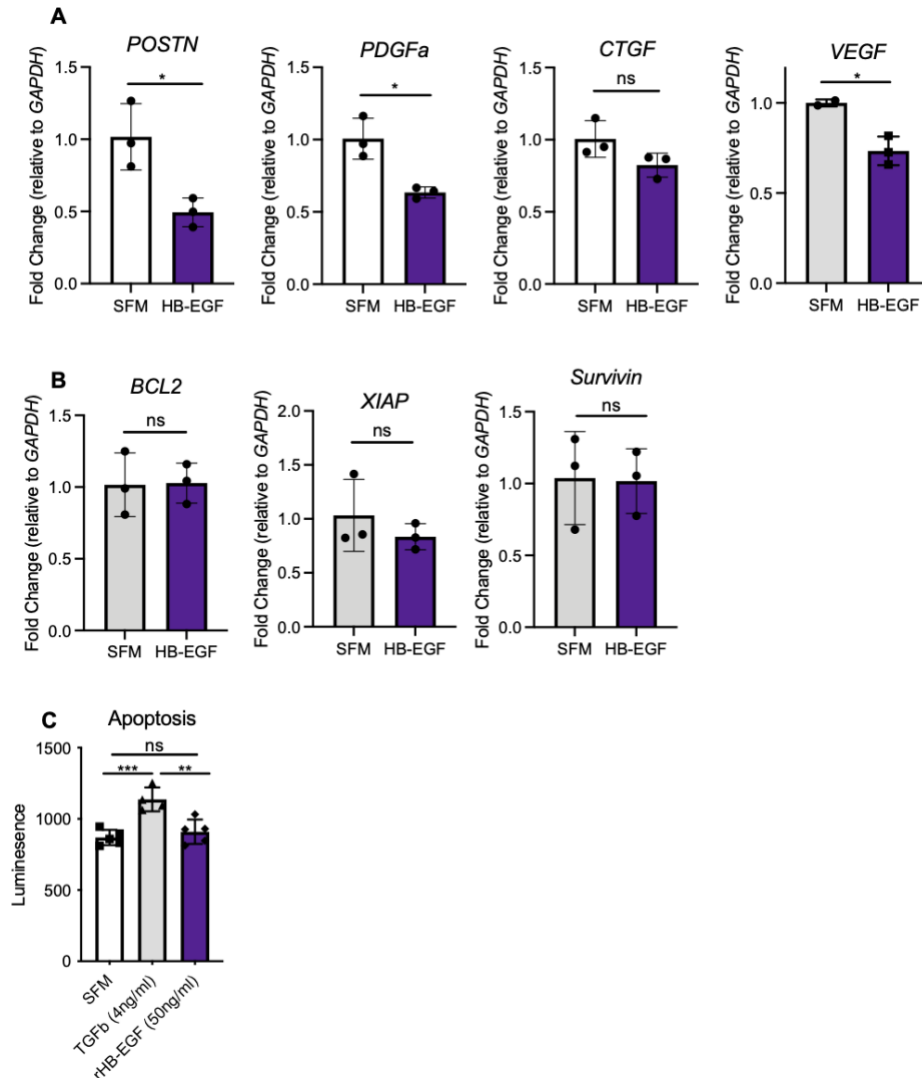 A
POSTN
Fold Change (relative to GAPDH)
1.5
1.0
0.5
0.0
*
SFM HB-EGF
PDGFa
Fold Change (relative to GAPDH)
1.5
1.0
0.5
0.0
*
SFM HB-EGF
CTGF
Fold Change (relative to GAPDH)
1.5
1.0
0.5
0.0
ns
SFM HB-EGF
VEGF
Fold Change (relative to GAPDH)
1.0
0.5
0.0
*
SFM HB-EGF
B
BCL2
Fold Change (relative to GAPDH)
1.5
1.0
0.5
0.0
ns
SFM HB-EGF
XIAP
Fold Change (relative to GAPDH)
2.0
1.5
1.0
0.5
0.0
ns
SFM HB-EGF
Survivin
Fold Change (relative to GAPDH)
1.5
1.0
0.5
0.0
ns
SFM HB-EGF
C
Apoptosis
Luminesence
1500
1000
500
0
ns
*** **
SFM
TGFb (4ng/ml)
rHB-EGF (50ng/ml)